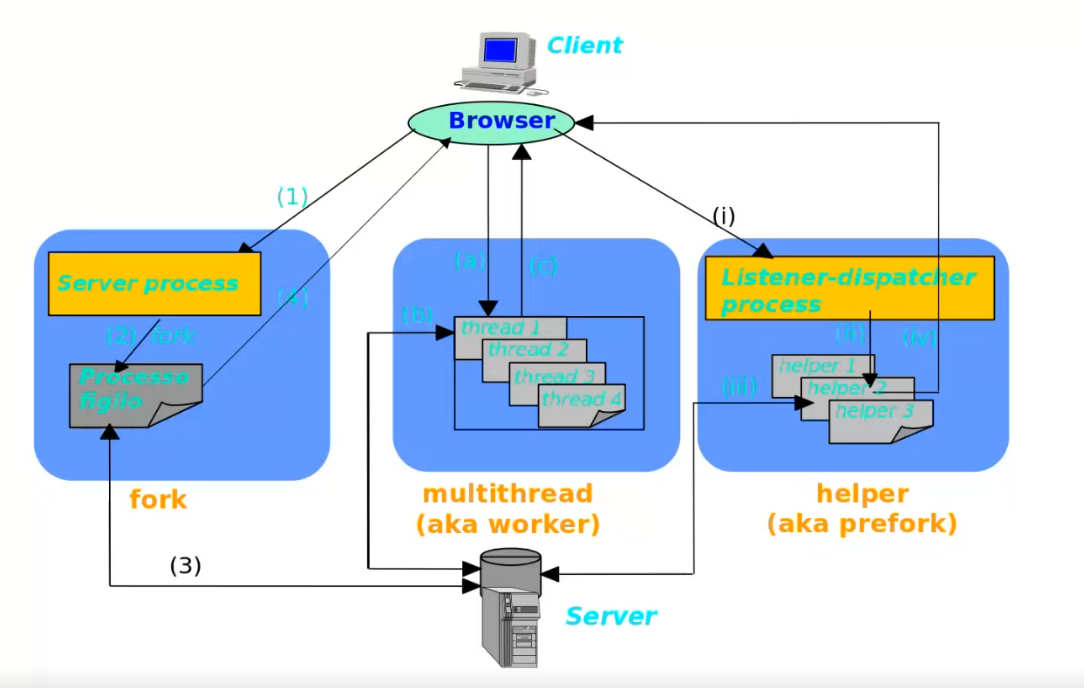 Client
Browser
(1)
(i)
Server process
(2) fork
(4)
Processo
figlio
(a)
(c)
(b)
thread 1
thread 2
thread 3
thread 4
Listener-dispatcher
process
(ii)
(iv)
helper 1
helper 2
(iii)
helper 3
fork
multithread
(aka worker)
helper
(aka prefork)
(3)
Server